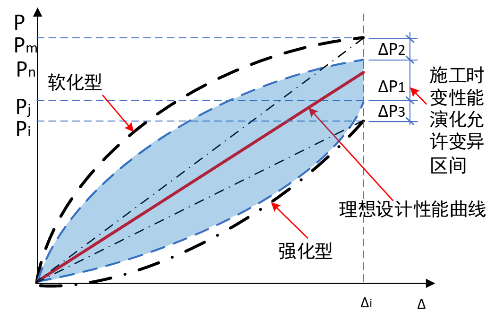 P
Pm
Pn
Pj
Pi
软化型
ΔP2
ΔP1
ΔP3
施工时
变性能
演化允
许变异
区间
理想设计性能曲线
强化型
Δi
Δ